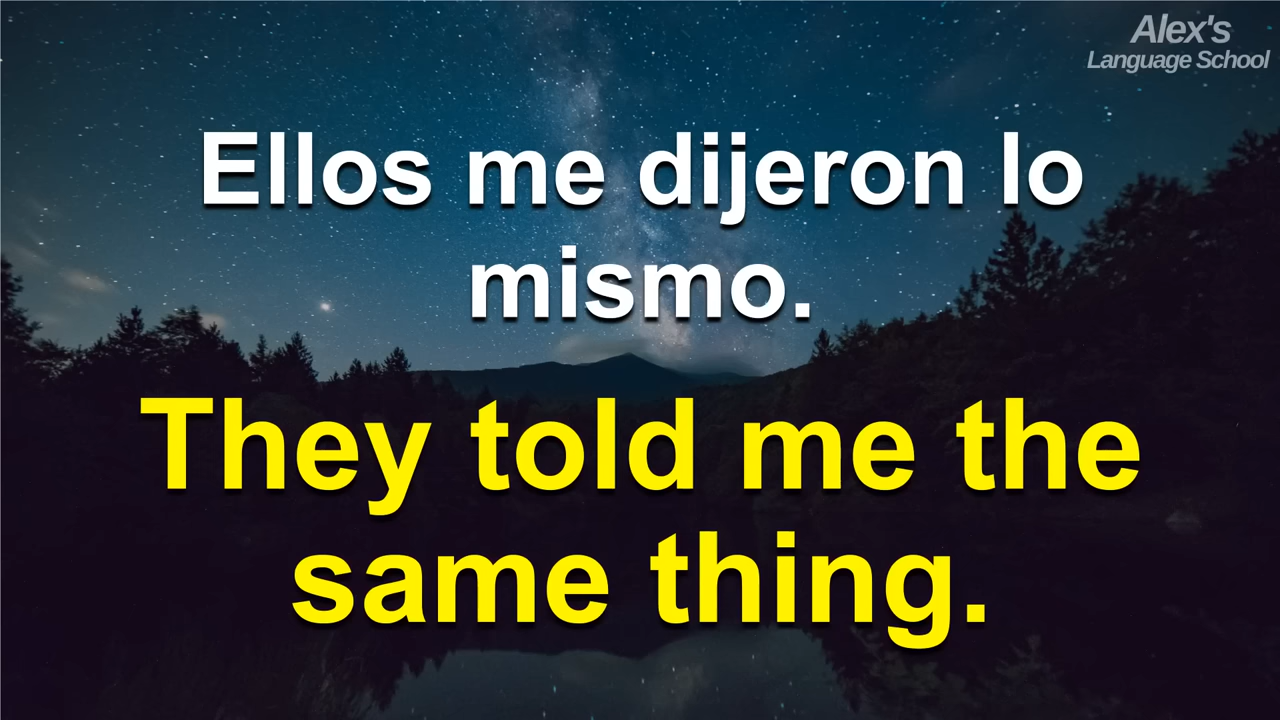 Alex's
Language School
Ellos me dijeron lo
mismo.
They told me the
same thing.